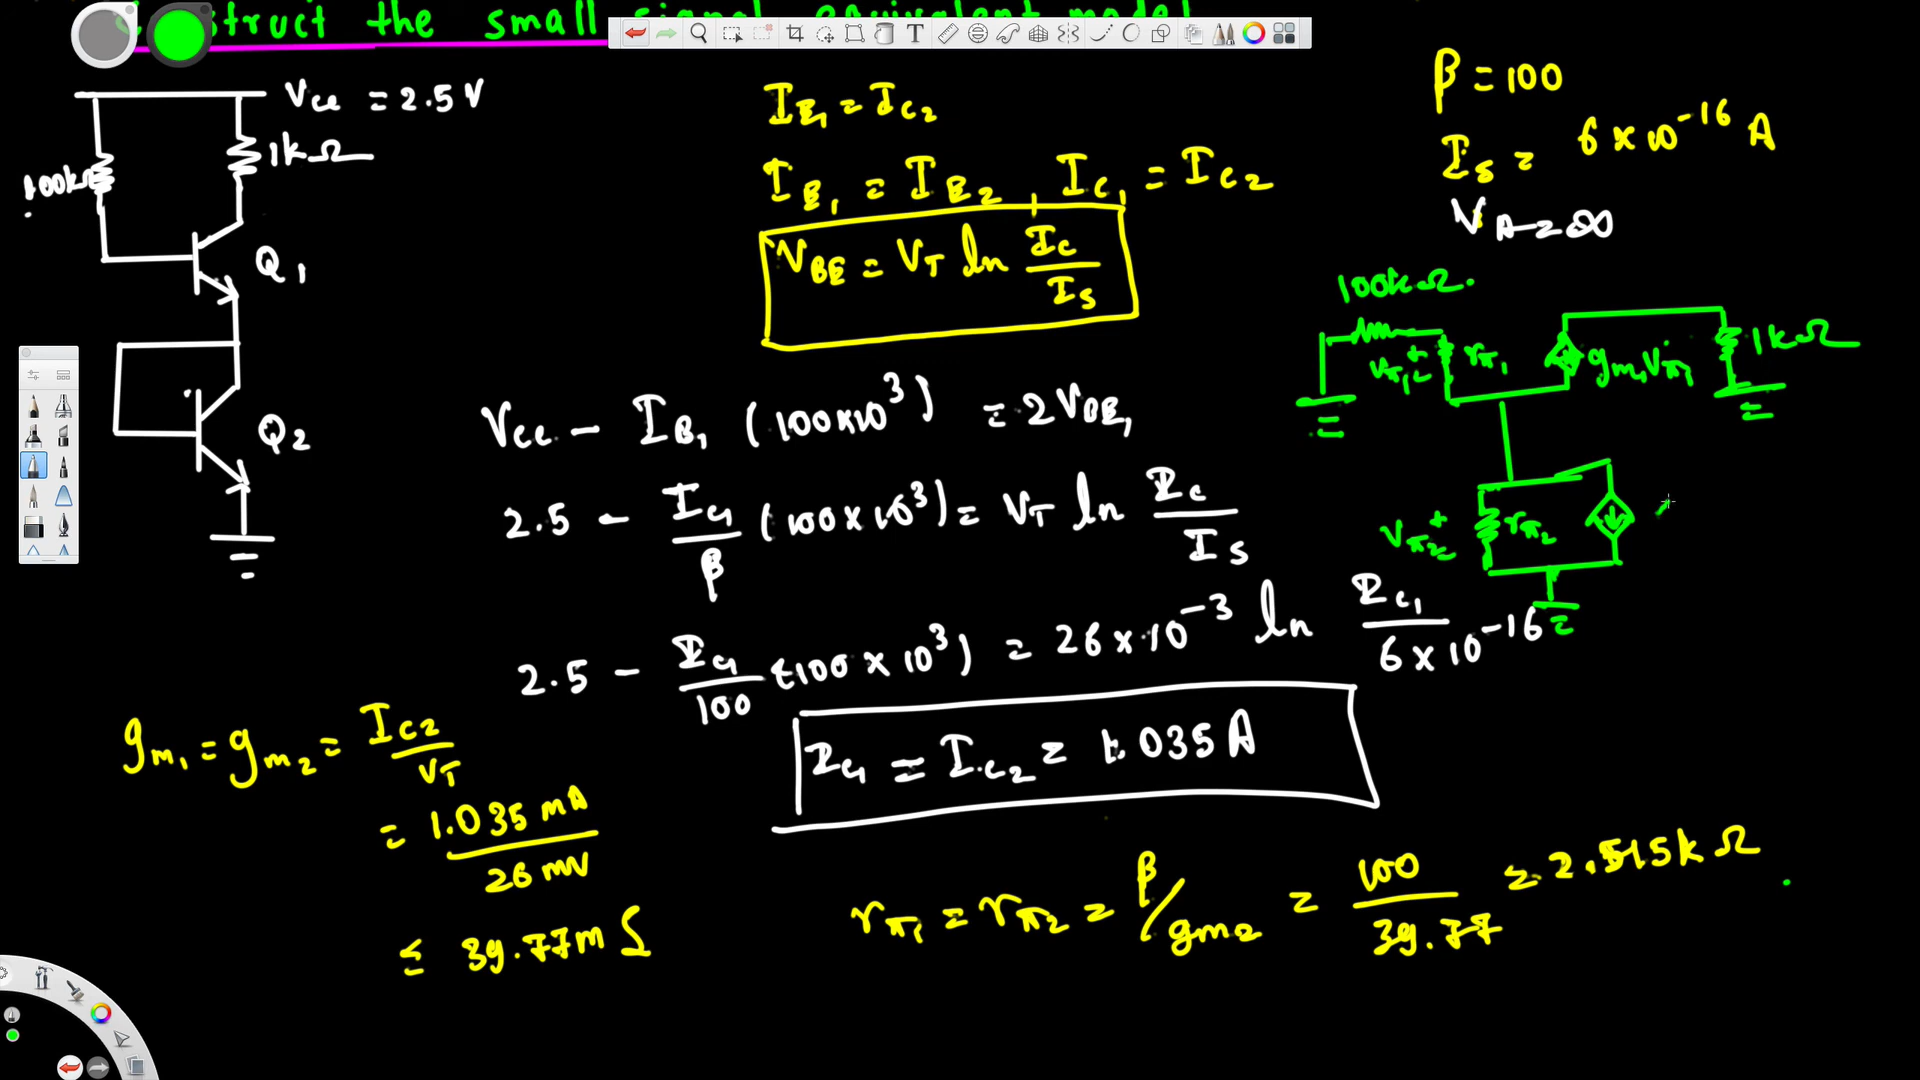 struct the small signal equivalent model
Vcc = 2.5 V
1kΩ
100kΩ
Q1
Q2
IE1 = IC2
IB1 = IB2 , IC1 = IC2
VBE = VT ln IC/IS
β = 100
IS = 6 x 10^-16 A
VA = ∞
Vcc - IB1 (100x10^3) = 2VBE1
2.5 - IC1/β (100 x 10^3) = VT ln IC/IS
2.5 - IC1/100 (100 x 10^3) = 26 x 10^-3 ln IC1/6 x 10^-16
IC1 = IC2 = 1.035 A
gm1 = gm2 = IC2/VT
= 1.035 mA/26 mV
= 39.77m S
rπ1 = rπ2 = β/gm2 = 100/39.77 = 2.515k Ω
100kΩ
Vπ1 + -
rπ1
gm1Vπ1
1kΩ
Vπ2 + -
rπ2